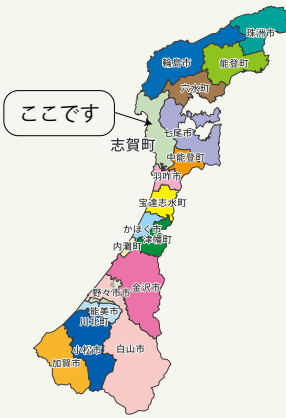 珠洲市
輪島市
能登町
穴水町
ここです
七尾市
志賀町
中能登町
羽咋市
宝達志水町
かほく市
津幡町
内灘町
金沢市
野々市市
能美市
川北町
小松市
白山市
加賀市